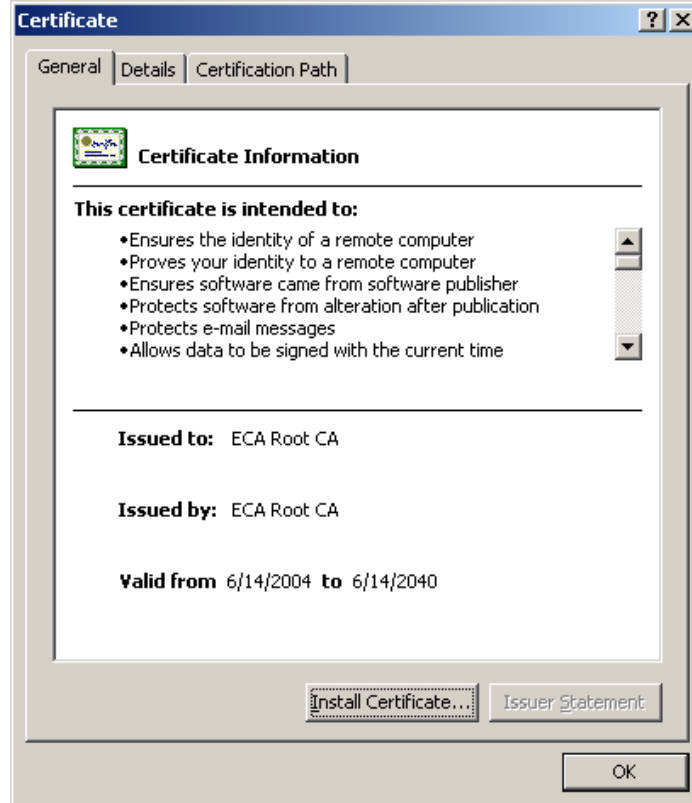 Certificate
General Details Certification Path
Certificate Information
This certificate is intended to:
•Ensures the identity of a remote computer
•Proves your identity to a remote computer
•Ensures software came from software publisher
•Protects software from alteration after publication
•Protects e-mail messages
•Allows data to be signed with the current time
Issued to: ECA Root CA
Issued by: ECA Root CA
Valid from 6/14/2004 to 6/14/2040
Install Certificate... Issuer Statement
OK